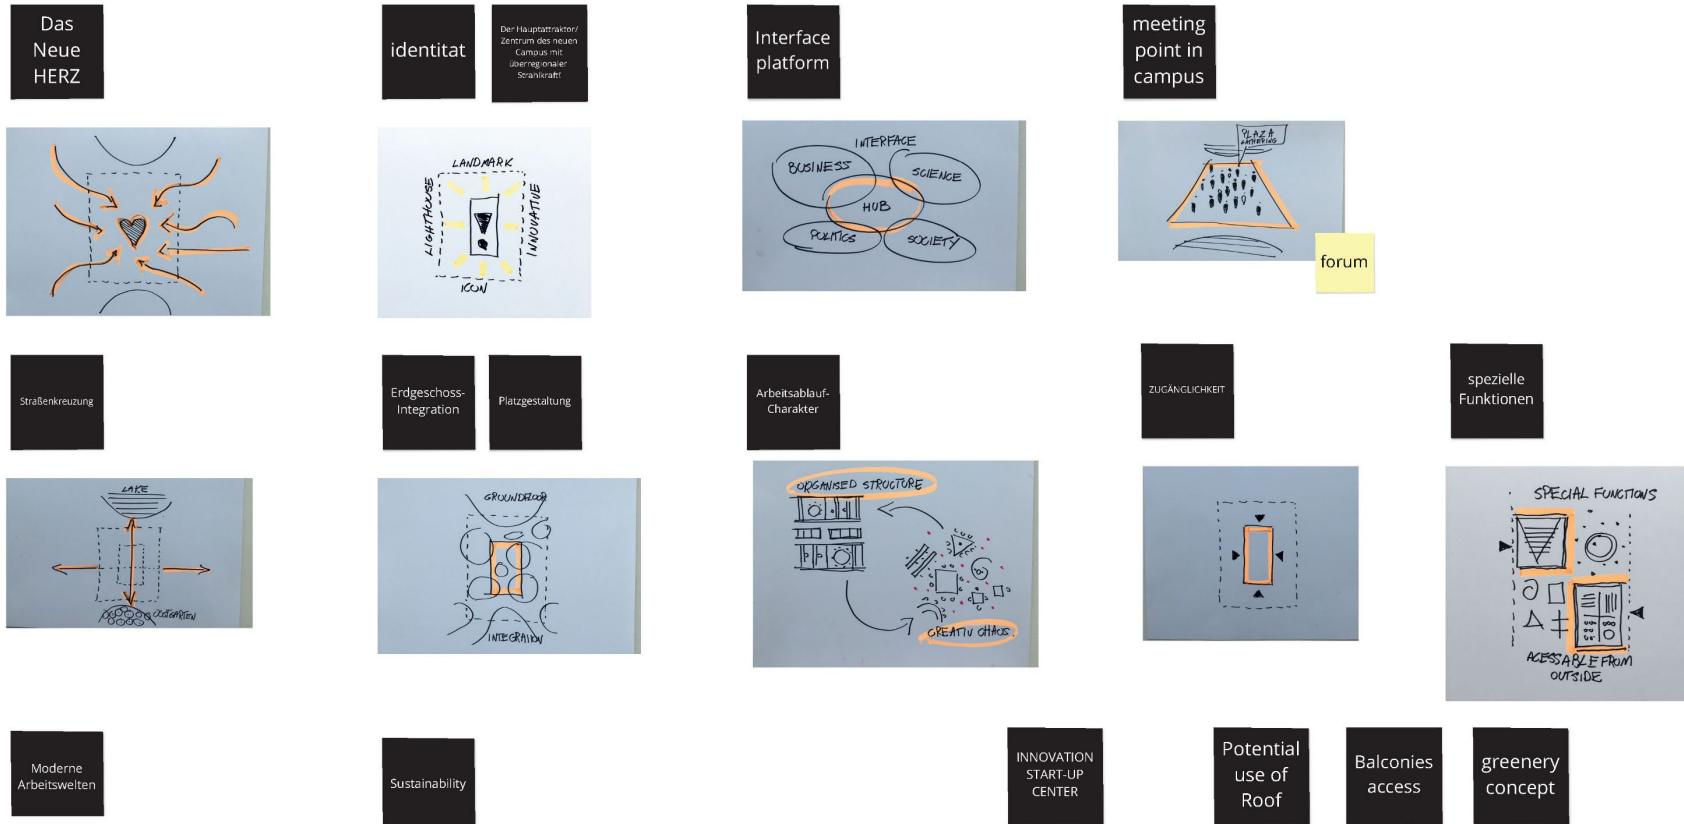 Das
Neue
HERZ
identitat
Der Hauptattraktor/
Zentrum des neuen
Campus mit
überregionaler
Strahlkraft!
Interface
platform
meeting
point in
campus
LANDMARK
LIGHTHOUSE
INNOVATIVE
ICON
INTERFACE
BUSINESS
SCIENCE
HUB
POLITICS
SOCIETY
PLAZA
GATHERING
forum
Straßenkreuzung
Erdgeschoss-
Integration
Platzgestaltung
Arbeitsablauf-
Charakter
ZUGÄNGLICHKEIT
spezielle
Funktionen
LAKE
GROUNDFLOOR
INTEGRAION
ORGANISED STRUCTURE
CREATIV CHAOS
SPECIAL FUNCTIONS
ACESSABLE FROM
OUTSIDE
Moderne
Arbeitswelten
Sustainability
INNOVATION
START-UP
CENTER
Potential
use of
Roof
Balconies
access
greenery
concept